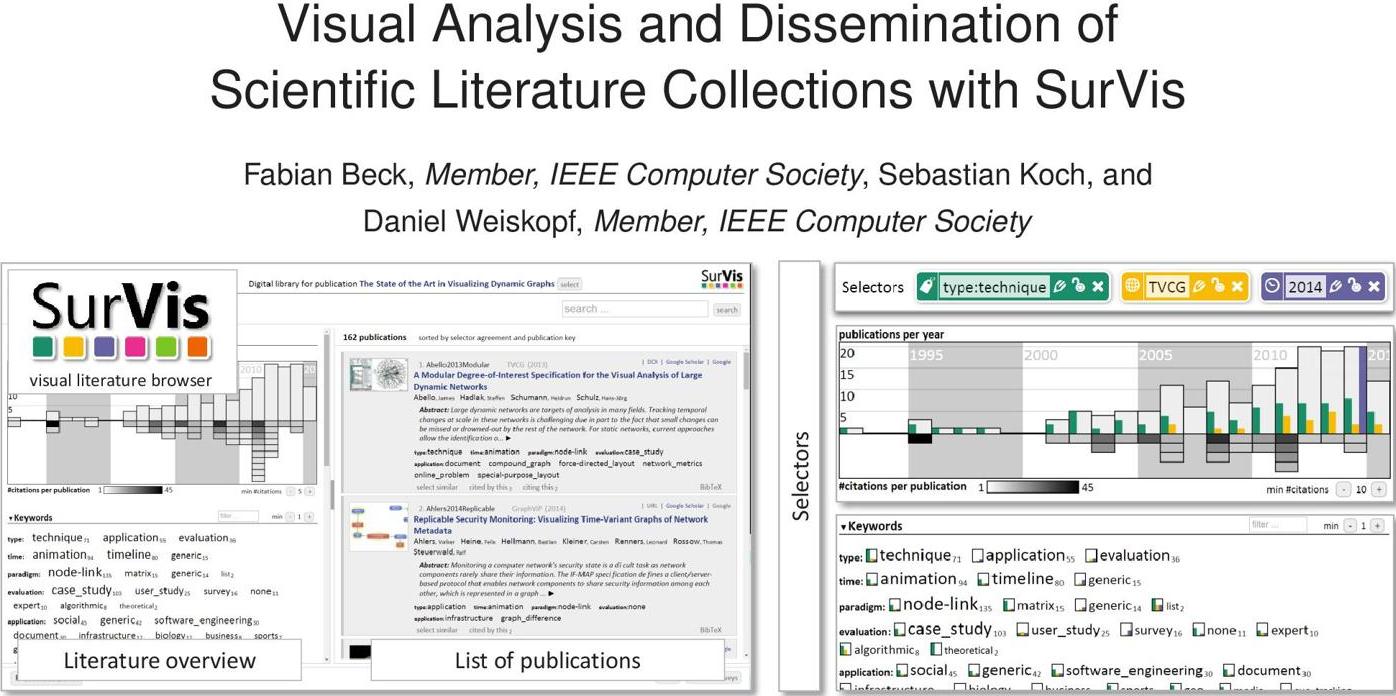 Visual Analysis and Dissemination of
Scientific Literature Collections with SurVis
Fabian Beck, Member, IEEE Computer Society, Sebastian Koch, and
Daniel Weiskopf, Member, IEEE Computer Society
SurVis
visual literature browser
Digital library for publication The State of the Art in Visualizing Dynamic Graphs select
SurVis
search ... search
162 publications sorted by selector agreement and publication key
1. Abello2013Modular TVCG (2013) | DOI | Google Scholar | Google
A Modular Degree-of-Interest Specification for the Visual Analysis of Large
Dynamic Networks
Abello, James Hadlak, Steffen Schumann, Heidrun Schulz, Hans-Jörg
Abstract: Large dynamic networks are targets of analysis in many fields. Tracking temporal
changes at scale in these networks is challenging due in part to the fact that small changes can
be missed or drowned-out by the rest of the network. For static networks, current approaches
allow the identification o... ►
type:technique time:animation paradigm:node-link evaluation:case_study
application:document compound_graph force-directed_layout network_metrics
online_problem special-purpose_layout
select similar cited by this 2 citing this 2 BibTeX
2. Ahlers2014Replicable GraphViP (2014) | URL | Google Scholar | Google
Replicable Security Monitoring: Visualizing Time-Variant Graphs of Network
Metadata
Ahlers, Volker Heine, Felix Hellmann, Bastian Kleiner, Carsten Renners, Leonard Rossow, Thomas
Steuerwald, Ralf
Abstract: Monitoring a computer network's security state is a di cult task as network
components rarely share their information. The IF-MAP speci fication de fines a client/server-
based protocol that enables network components to share security information among each
other, which is represented in a graph ... ►
type:application time:animation paradigm:node-link evaluation:none
application:infrastructure graph_difference
select similar cited by this 2 BibTeX
2010 20
10
5
#citations per publication 1 45 min #citations - 5 +
▾Keywords filter ... min - 1 +
type: technique71 application55 evaluation36
time: animation94 timeline80 generic15
paradigm: node-link135 matrix15 generic14 list2
evaluation: case_study103 user_study25 survey16 none11
expert10 algorithmic8 theoretical2
application: social45 generic42 software_engineering30
document30 infrastructure12 biology11 business8 sports7
Literature overview
List of publications
Selectors
Selectors type:technique TVCG 2014
publications per year
20 1995 2000 2005 2010 201
15
10
5
#citations per publication 1 45 min #citations - 10 +
▾Keywords filter ... min - 1 +
type: technique71 application55 evaluation36
time: animation94 timeline80 generic15
paradigm: node-link135 matrix15 generic14 list2
evaluation: case_study103 user_study25 survey16 none11 expert10
algorithmic8 theoretical2
application: social45 generic42 software_engineering30 document30
infrastructure biology business sports